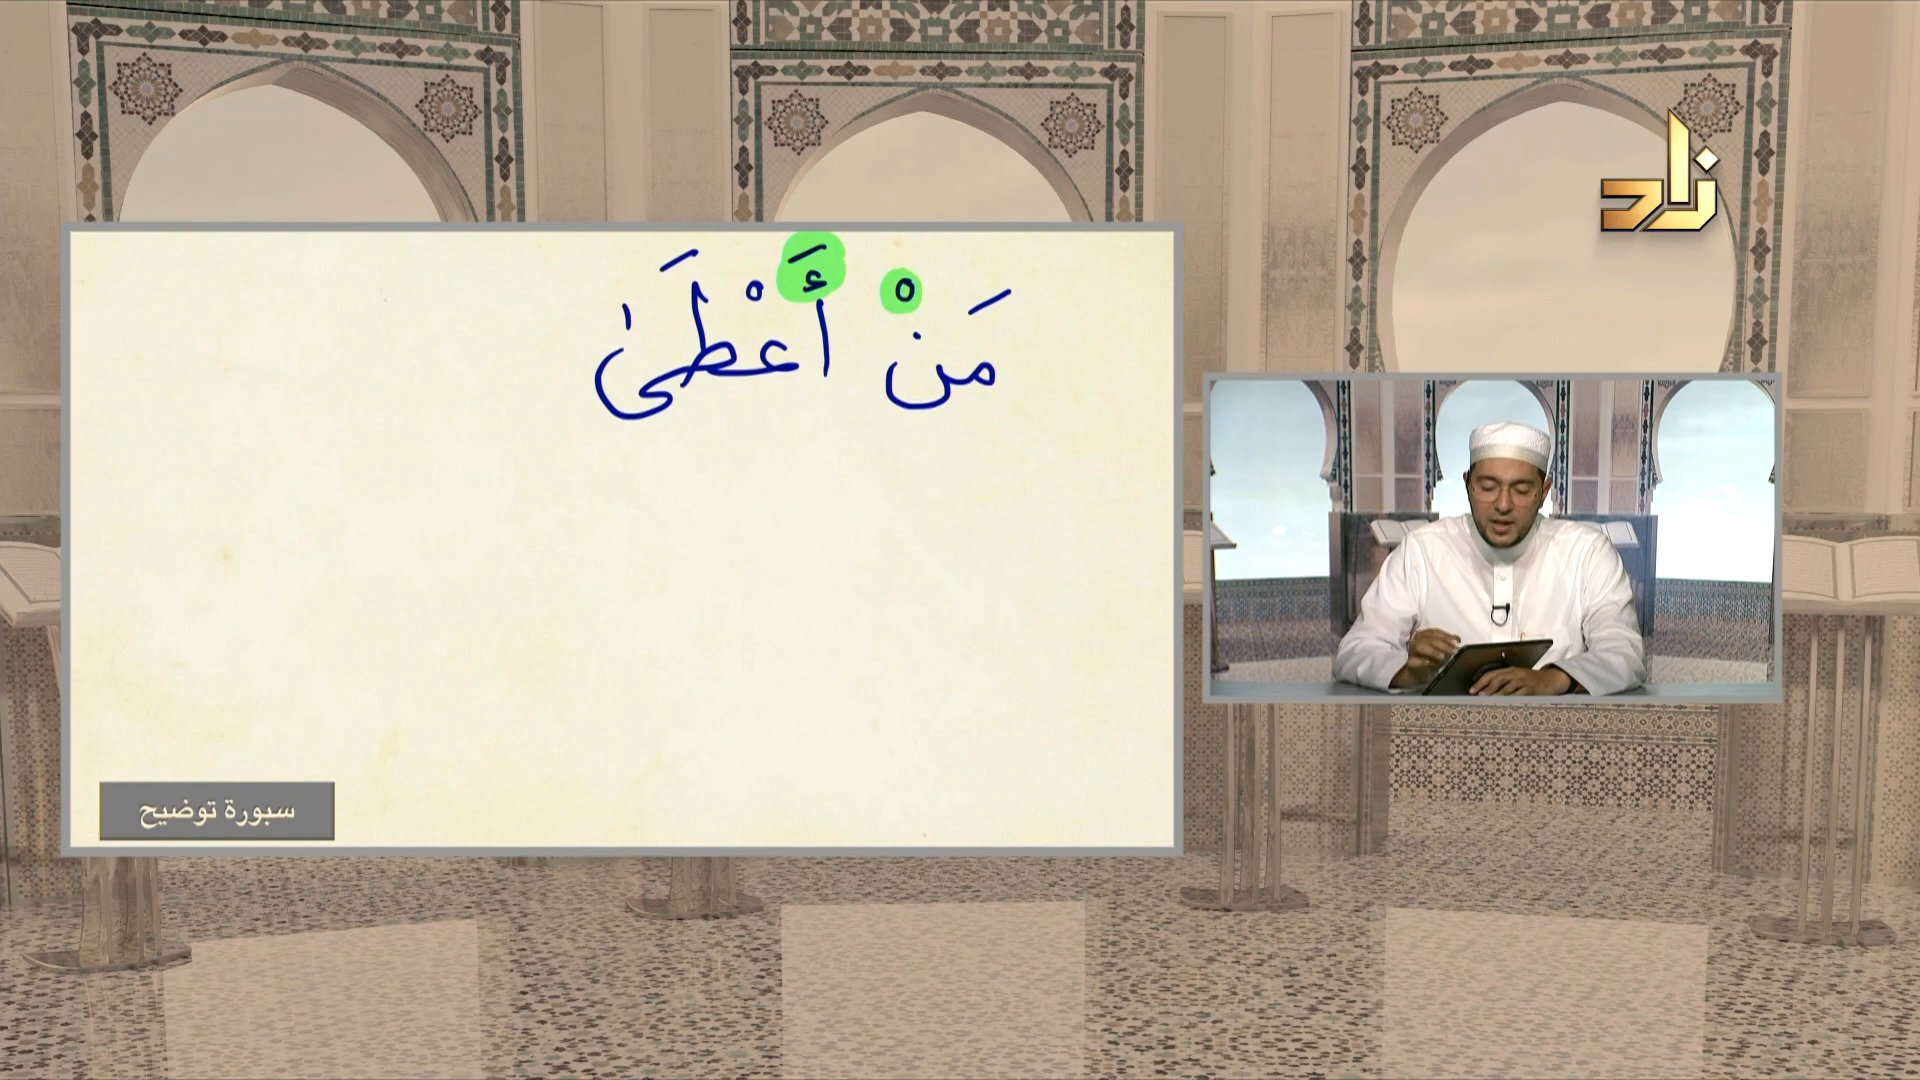 زاد
مَنْ أَعْطَىٰ
سبورة توضيح